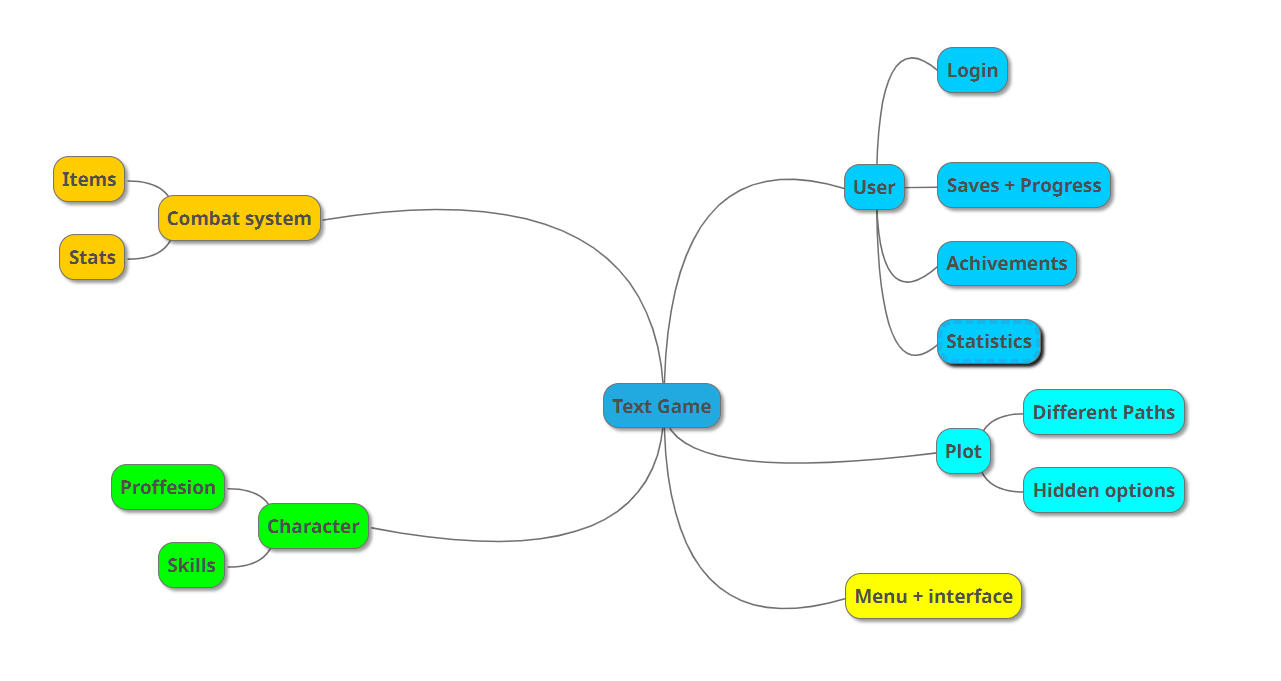 Text Game
Combat system
Items
Stats
Character
Proffesion
Skills
User
Login
Saves + Progress
Achivements
Statistics
Plot
Different Paths
Hidden options
Menu + interface